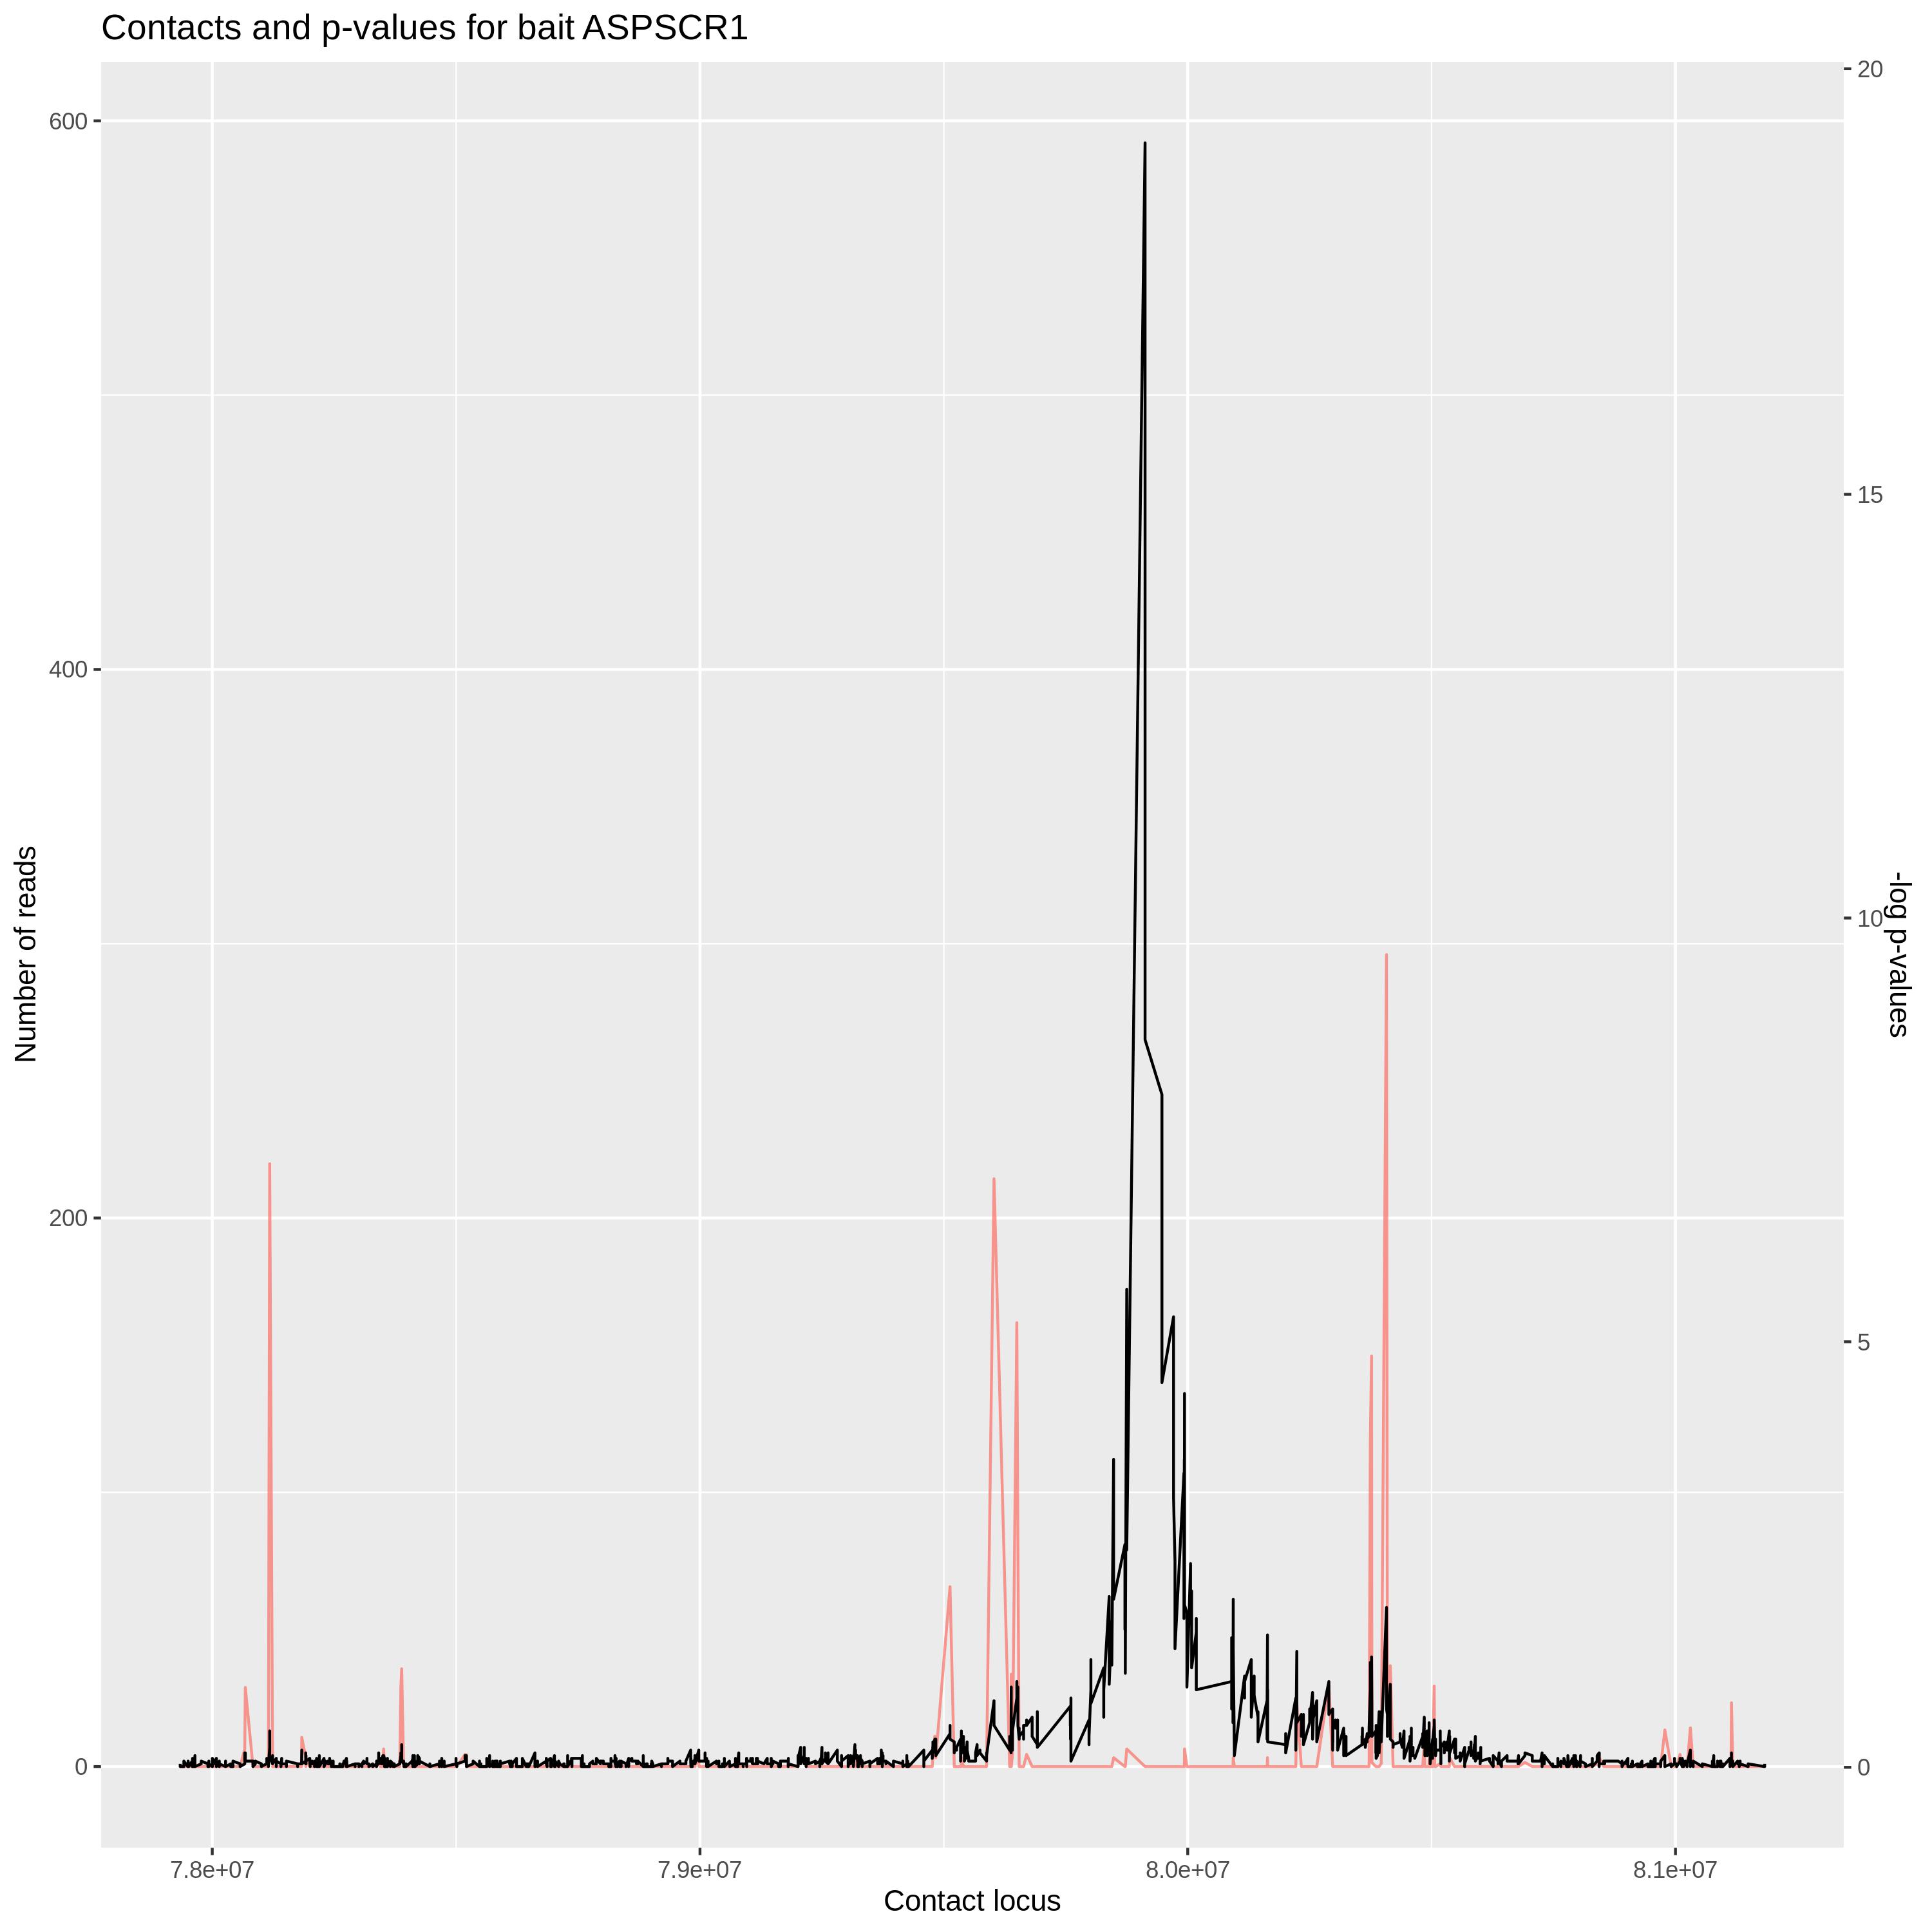 Contacts and p-values for bait ASPSCR1
600
400
200
0
Number of reads
20
15
10
5
0
-log p-values
7.8e+07 7.9e+07 8.0e+07 8.1e+07
Contact locus